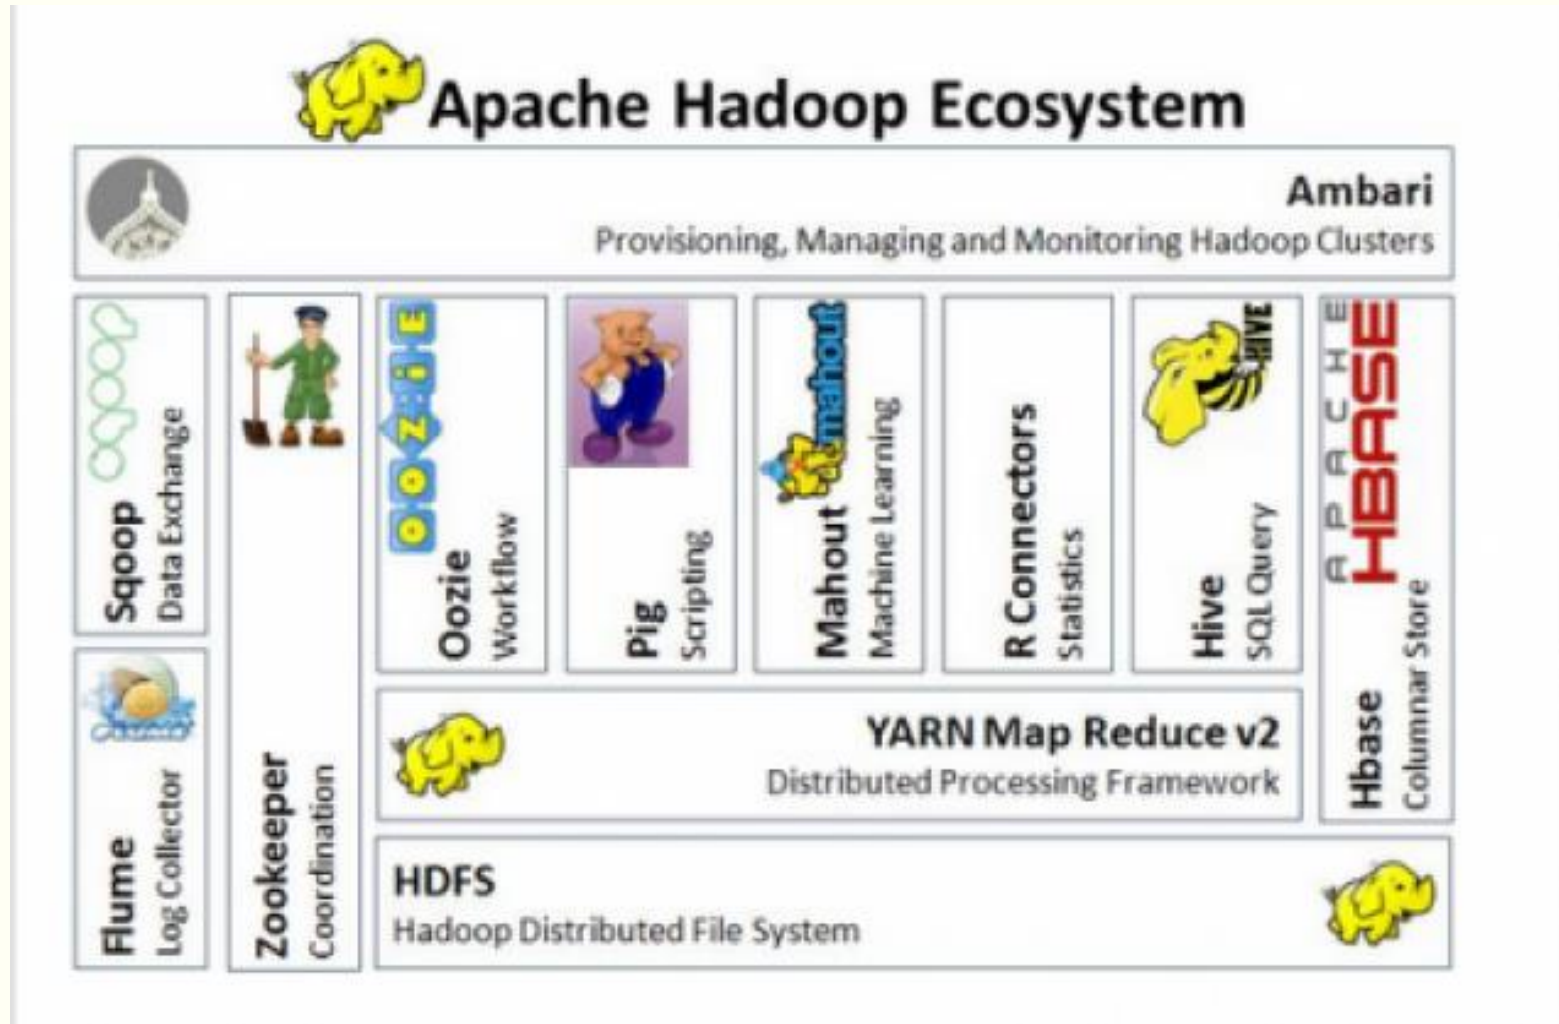 Apache Hadoop Ecosystem
Ambari
Provisioning, Managing and Monitoring Hadoop Clusters
sqoop
Sqoop
Data Exchange
Flume
Log Collector
Zookeeper
Coordination
OOZIE
Oozie
Workflow
Pig
Scripting
mahout
Mahout
Machine Learning
R Connectors
Statistics
HIVE
Hive
SQL Query
APACHE
HBASE
Hbase
Columnar Store
YARN Map Reduce v2
Distributed Processing Framework
HDFS
Hadoop Distributed File System